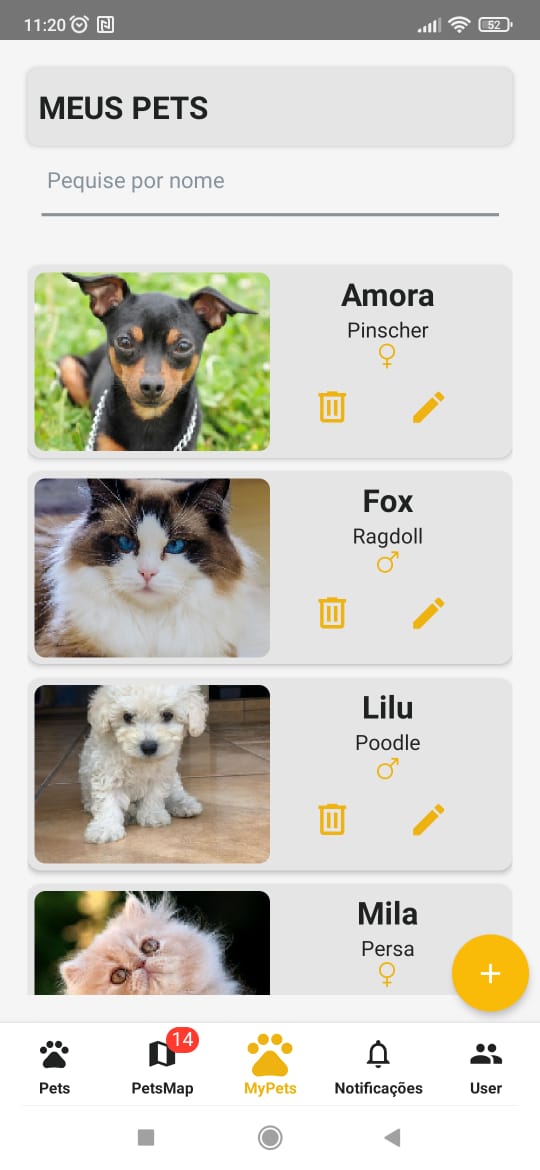 11:20
52
MEUS PETS
Pequise por nome
Amora
Pinscher
Fox
Ragdoll
Lilu
Poodle
Mila
Persa
14
Pets
PetsMap
MyPets
Notificações
User